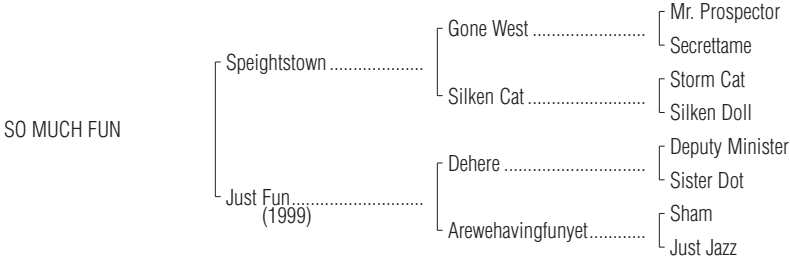 Mr. Prospector
Gone West ........................
Secrettame
Speightstown ....................
Storm Cat
Silken Cat .........................
Silken Doll
SO MUCH FUN
Deputy Minister
Dehere ..............................
Sister Dot
Just Fun............................
(1999)
Sham
Arewehavingfunyet............
Just Jazz